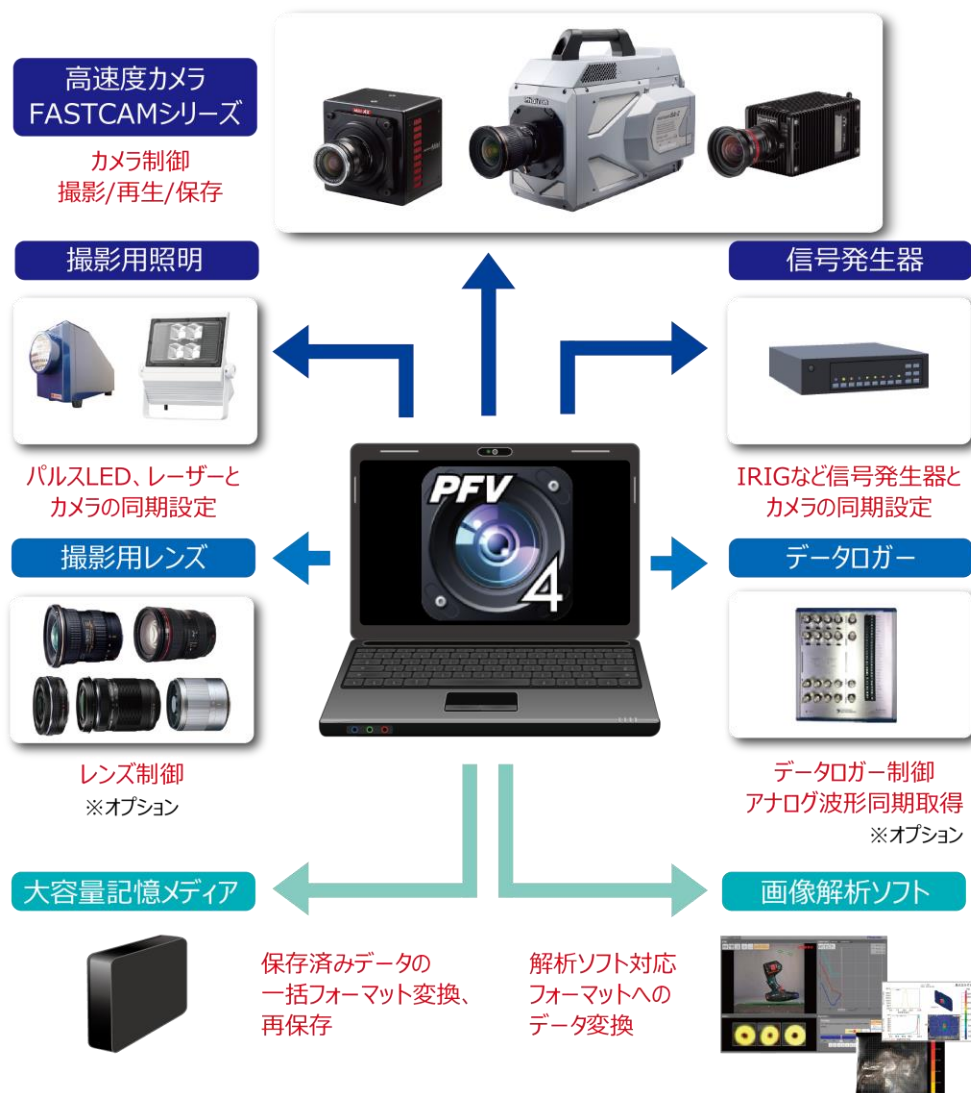 高速度カメラ
FASTCAMシリーズ
カメラ制御
撮影/再生/保存
撮影用照明
信号発生器
パルスLED、レーザーと
カメラの同期設定
IRIGなど信号発生器と
カメラの同期設定
PFV
4
撮影用レンズ
データロガー
レンズ制御
※オプション
データロガー制御
アナログ波形同期取得
※オプション
大容量記憶メディア
画像解析ソフト
保存済みデータの
一括フォーマット変換、
再保存
解析ソフト対応
フォーマットへの
データ変換